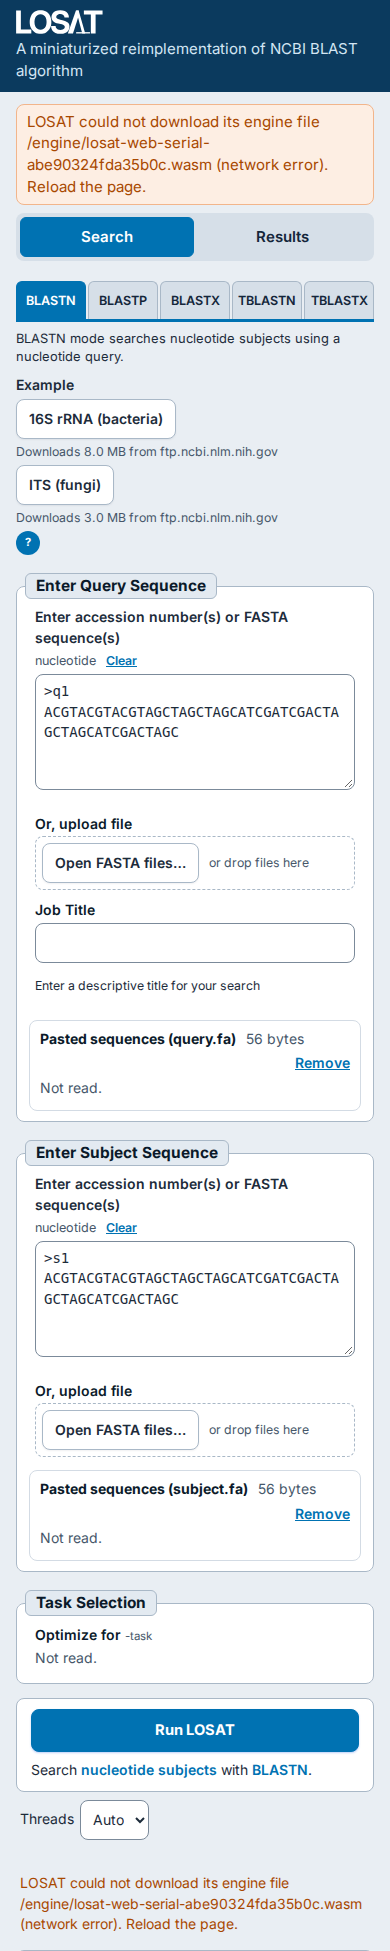 LOSAT
A miniaturized reimplementation of NCBI BLAST
algorithm
LOSAT could not download its engine file
/engine/losat-web-serial-
abe90324fda35b0c.wasm (network error).
Reload the page.
Search
Results
BLASTN
BLASTP
BLASTX
TBLASTN
TBLASTX
BLASTN mode searches nucleotide subjects using a
nucleotide query.
Example
16S rRNA (bacteria)
Downloads 8.0 MB from ftp.ncbi.nlm.nih.gov
ITS (fungi)
Downloads 3.0 MB from ftp.ncbi.nlm.nih.gov
?
Enter Query Sequence
Enter accession number(s) or FASTA
sequence(s)
nucleotide Clear
>q1
ACGTACGTACGTAGCTAGCTAGCATCGATCGACTA
GCTAGCATCGACTAGC
Or, upload file
Open FASTA files... or drop files here
Job Title
Enter a descriptive title for your search
Pasted sequences (query.fa) 56 bytes
Remove
Not read.
Enter Subject Sequence
Enter accession number(s) or FASTA
sequence(s)
nucleotide Clear
>s1
ACGTACGTACGTAGCTAGCTAGCATCGATCGACTA
GCTAGCATCGACTAGC
Or, upload file
Open FASTA files... or drop files here
Pasted sequences (subject.fa) 56 bytes
Remove
Not read.
Task Selection
Optimize for -task
Not read.
Run LOSAT
Search nucleotide subjects with BLASTN.
Threads Auto
LOSAT could not download its engine file
/engine/losat-web-serial-abe90324fda35b0c.wasm
(network error). Reload the page.